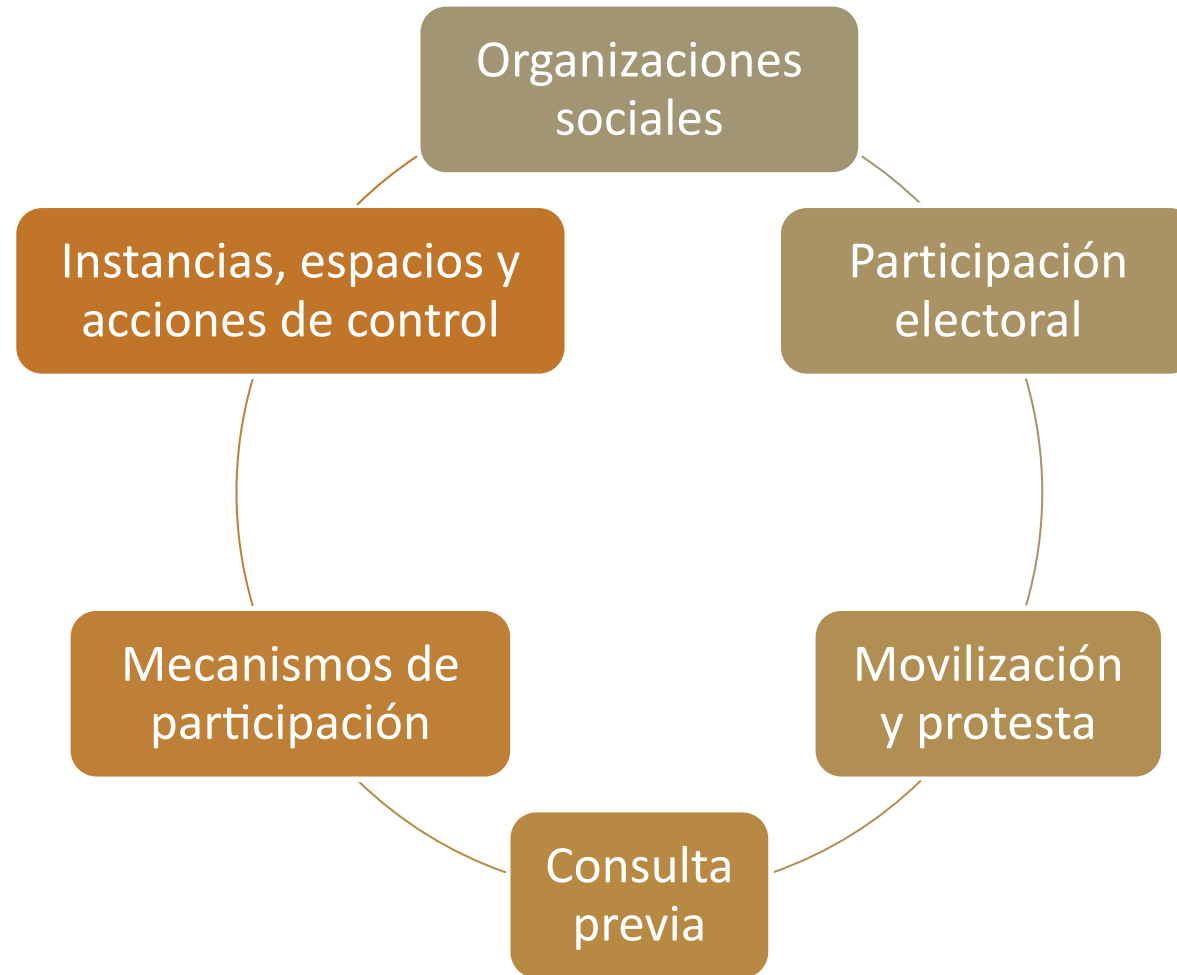 Organizaciones
sociales
Participación
electoral
Movilización
y protesta
Consulta
previa
Mecanismos de
participación
Instancias, espacios y
acciones de control